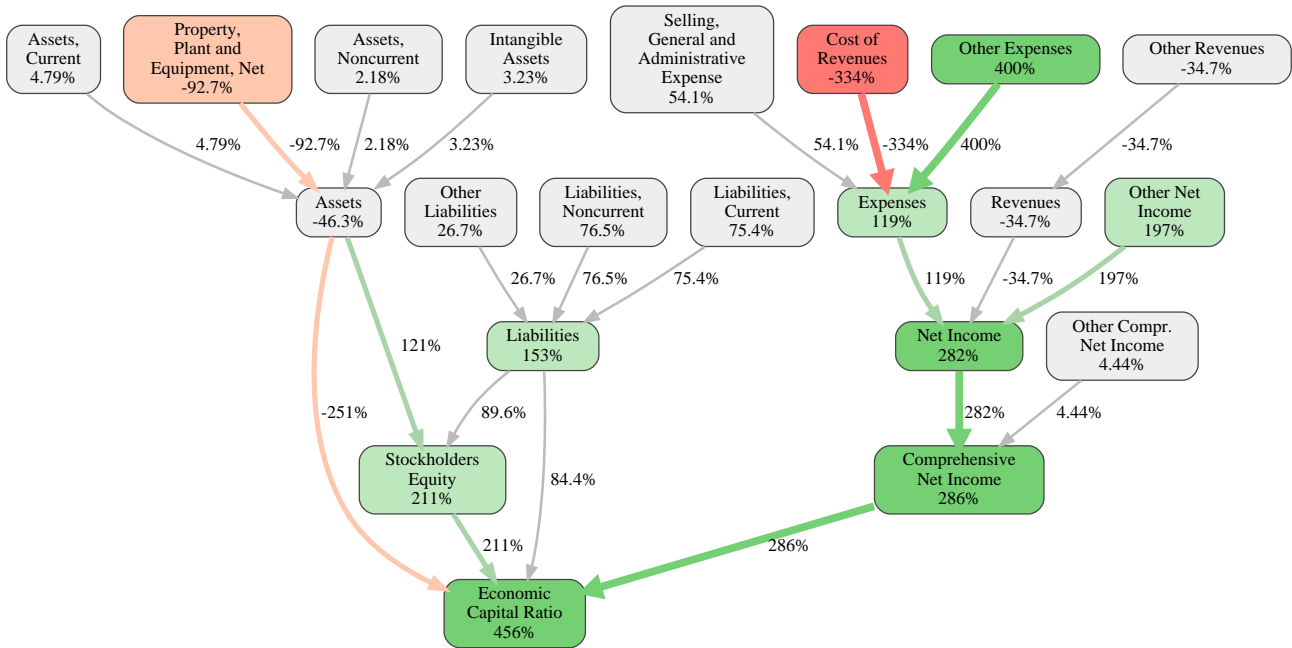 Assets,
Current
4.79%
Property,
Plant and
Equipment, Net
-92.7%
Assets,
Noncurrent
2.18%
Intangible
Assets
3.23%
Selling,
General and
Administrative
Expense
54.1%
Cost of
Revenues
-334%
Other Expenses
400%
Other Revenues
-34.7%
4.79%
-92.7%
2.18%
3.23%
54.1%
-334%
400%
-34.7%
Assets
-46.3%
Other
Liabilities
26.7%
Liabilities,
Noncurrent
76.5%
Liabilities,
Current
75.4%
Expenses
119%
Revenues
-34.7%
Other Net
Income
197%
26.7%
76.5%
75.4%
119%
-34.7%
197%
121%
Liabilities
153%
Net Income
282%
Other Compr.
Net Income
4.44%
-251%
89.6%
282%
4.44%
Stockholders
Equity
211%
84.4%
Comprehensive
Net Income
286%
211%
286%
Economic
Capital Ratio
456%